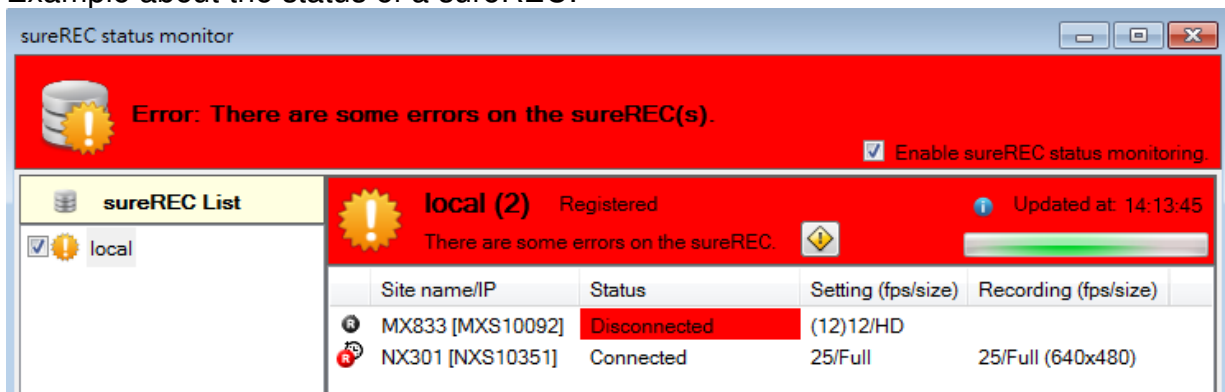 Example about the status of a sureREC:
sureREC status monitor
Error: There are some errors on the sureREC(s).
Enable sureREC status monitoring.
sureREC List
local
local (2) Registered
Updated at: 14:13:45
There are some errors on the sureREC.
Site name/IP Status Setting (fps/size) Recording (fps/size)
MX833 [MXS10092] Disconnected (12)12/HD
NX301 [NXS10351] Connected 25/Full 25/Full (640x480)